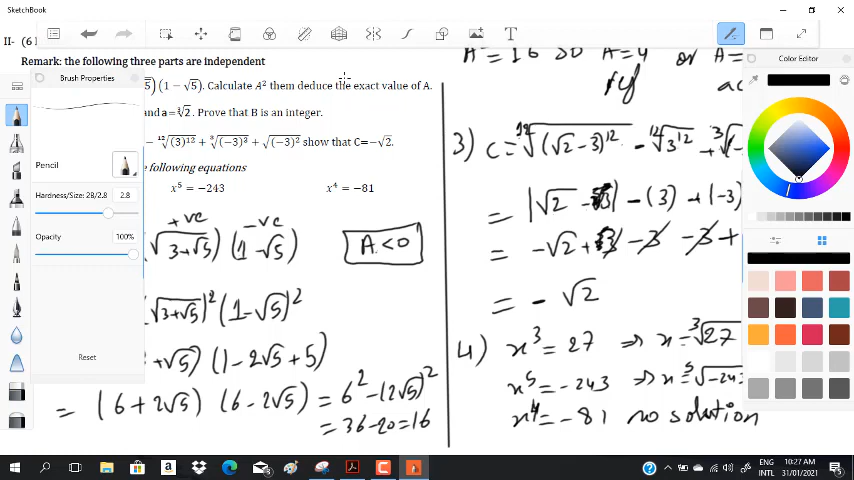 SketchBook
II- (6
Remark: the following three parts are independent
Brush Properties
5) (1 − √5). Calculate A² them deduce the exact value of A.
and a= ∛2. Prove that B is an integer.
− ¹²√(3)¹² + ∛(−3)³ + √(−3)² show that C=−√2.
e following equations
x⁵ = −243 x⁴ = −81
Pencil
Hardness/Size: 2B/2.8 2.8
Opacity 100%
Reset
+ve −ve
√3+√5) (1 −√5) A<0
(√3+√5)² (1−√5)²
+√5) (1−2√5+5)
= (6+2√5) (6−2√5) = 6²−(2√5)²
= 36−20=16
A²=16 so A=4 or A=
3) C= ¹²√(√2−3)¹² − ¹²√3¹² + ³√(−
= |√2 −3| −(3) +(−3)
= −√2 +3 −3 −3 +
= − √2
4) x³ = 27 ⇒ x = ³√27
x⁵ = −243 ⇒ x = ⁵√−243
x⁴ = −81 no solution
Color Editor
ENG 10:27 AM
INTL 31/01/2021